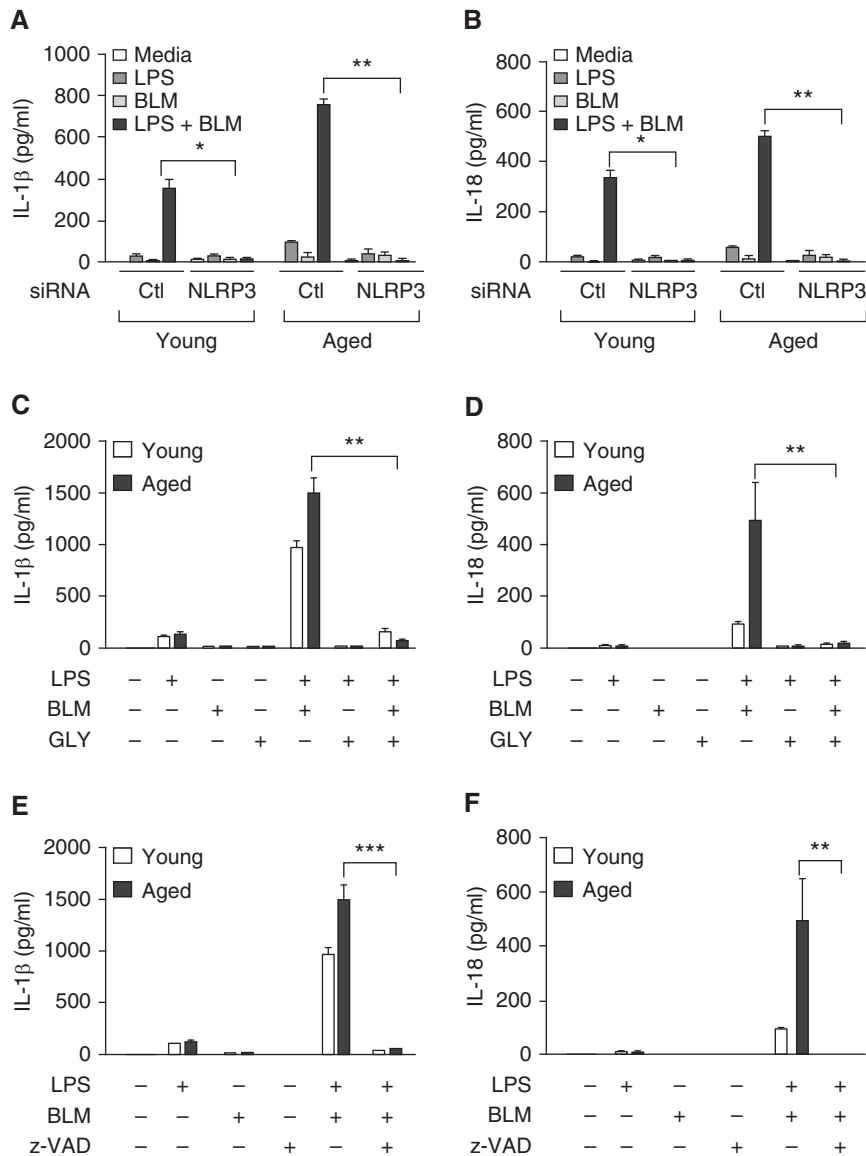 A
1000
800
600
400
200
0
IL-1β (pg/ml)
Media
LPS
BLM
LPS + BLM
*
**
siRNA Ctl NLRP3 Ctl NLRP3
Young Aged
B
800
600
400
200
0
IL-18 (pg/ml)
Media
LPS
BLM
LPS + BLM
*
**
siRNA Ctl NLRP3 Ctl NLRP3
Young Aged
C
2000
1500
1000
500
0
IL-1β (pg/ml)
Young
Aged
**
LPS – + – – + + +
BLM – – + – + – +
GLY – – – + – + +
D
800
600
400
200
0
IL-18 (pg/ml)
Young
Aged
**
LPS – + – – + + +
BLM – – + – + – +
GLY – – – + – + +
E
2000
1500
1000
500
0
IL-1β (pg/ml)
Young
Aged
***
LPS – + – – + +
BLM – – + – + +
z-VAD – – – + – +
F
800
600
400
200
0
IL-18 (pg/ml)
Young
Aged
**
LPS – + – – + +
BLM – – + – + +
z-VAD – – – + – +